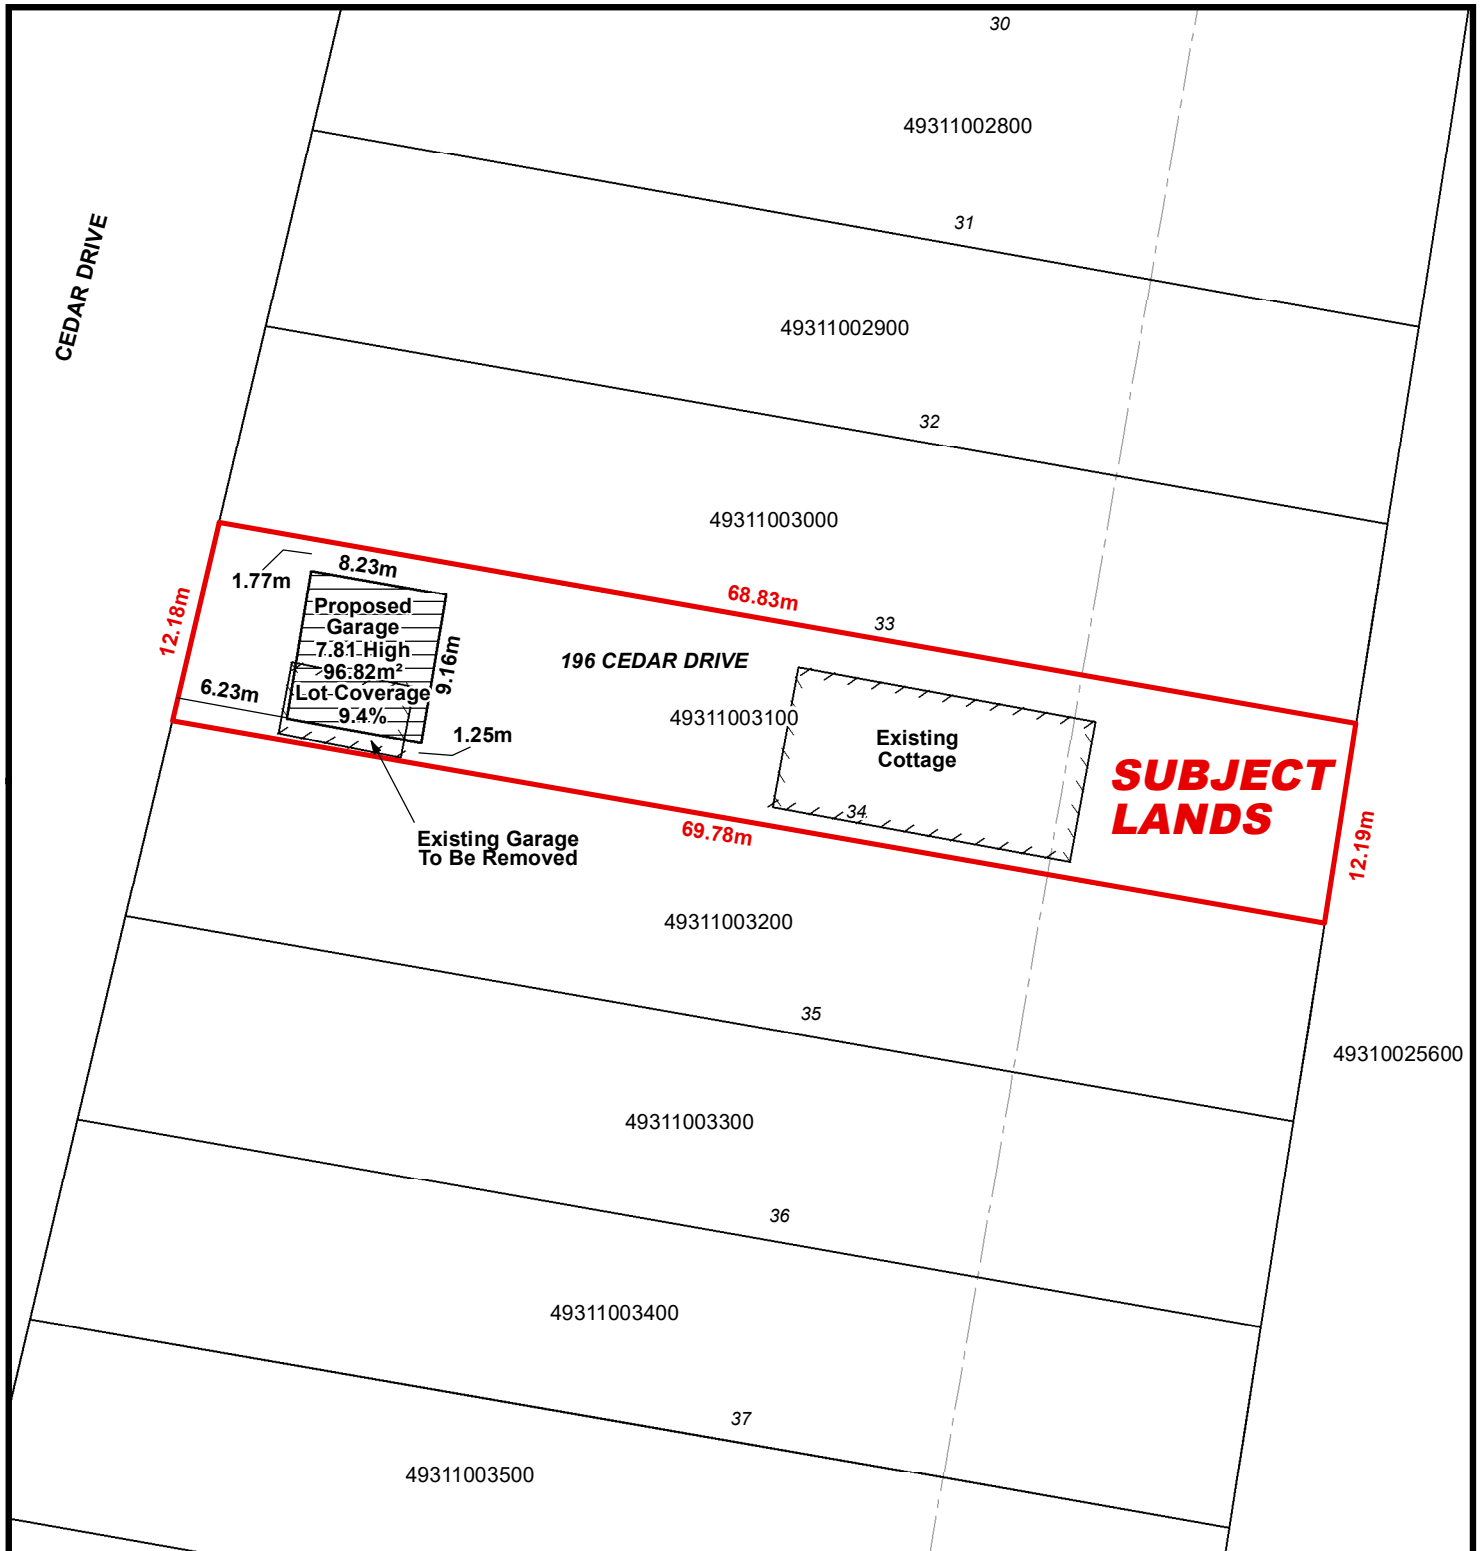 30
49311002800
CEDAR DRIVE
31
49311002900
32
49311003000
1.77m
8.23m
12.18m
68.83m
33
Proposed
Garage
7.81 High
96.82m²
Lot Coverage
9.4%
9.16m
6.23m
1.25m
196 CEDAR DRIVE
49311003100
Existing
Cottage
34
SUBJECT
LANDS
69.78m
12.19m
Existing Garage
To Be Removed
49311003200
35
49310025600
49311003300
36
49311003400
37
49311003500